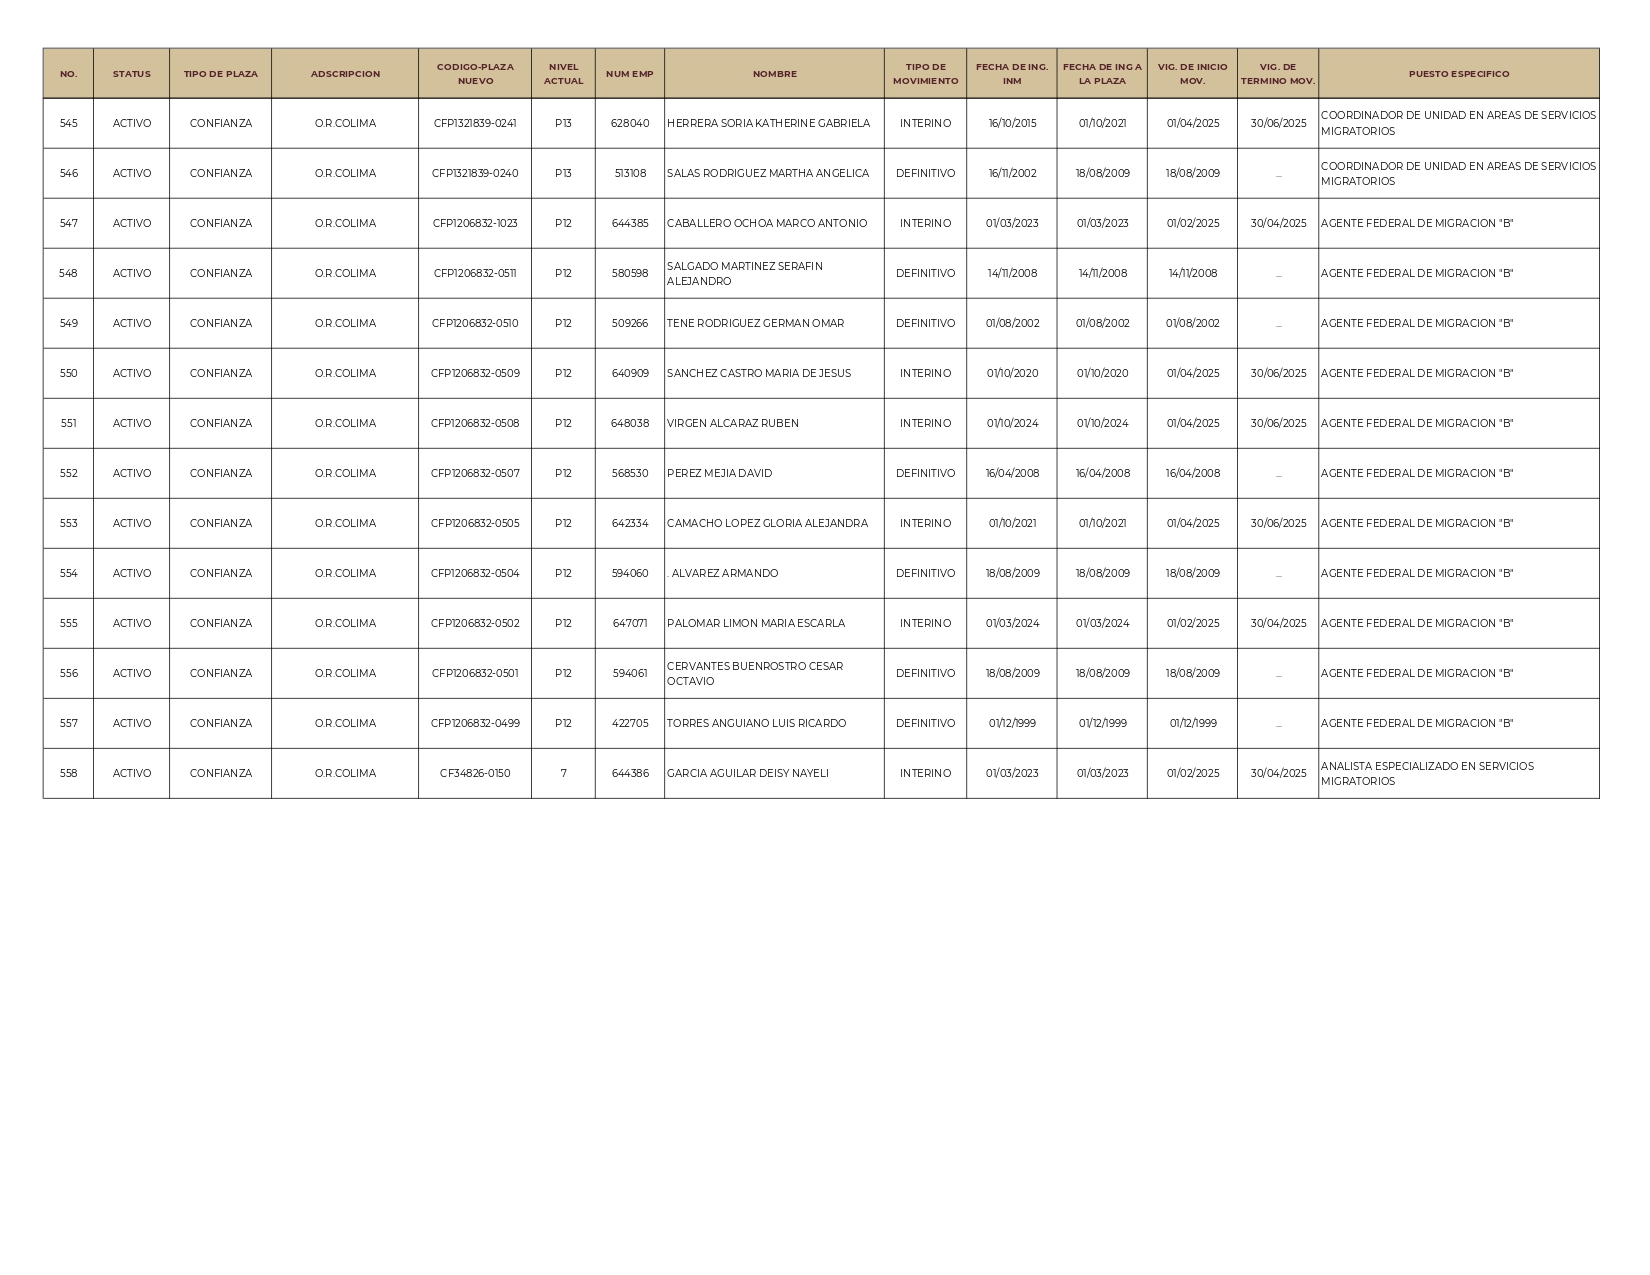 NO. STATUS TIPO DE PLAZA ADSCRIPCION CODIGO-PLAZA NUEVO NIVEL ACTUAL NUM EMP NOMBRE TIPO DE MOVIMIENTO FECHA DE ING. INM FECHA DE ING A LA PLAZA VIG. DE INICIO MOV. VIG. DE TERMINO MOV. PUESTO ESPECIFICO
545 ACTIVO CONFIANZA O.R.COLIMA CFP1321839-0241 P13 628040 HERRERA SORIA KATHERINE GABRIELA INTERINO 16/10/2015 01/10/2021 01/04/2025 30/06/2025 COORDINADOR DE UNIDAD EN AREAS DE SERVICIOS MIGRATORIOS
546 ACTIVO CONFIANZA O.R.COLIMA CFP1321839-0240 P13 513108 SALAS RODRIGUEZ MARTHA ANGELICA DEFINITIVO 16/11/2002 18/08/2009 18/08/2009 ... COORDINADOR DE UNIDAD EN AREAS DE SERVICIOS MIGRATORIOS
547 ACTIVO CONFIANZA O.R.COLIMA CFP1206832-1023 P12 644385 CABALLERO OCHOA MARCO ANTONIO INTERINO 01/03/2023 01/03/2023 01/02/2025 30/04/2025 AGENTE FEDERAL DE MIGRACION "B"
548 ACTIVO CONFIANZA O.R.COLIMA CFP1206832-0511 P12 580598 SALGADO MARTINEZ SERAFIN ALEJANDRO DEFINITIVO 14/11/2008 14/11/2008 14/11/2008 ... AGENTE FEDERAL DE MIGRACION "B"
549 ACTIVO CONFIANZA O.R.COLIMA CFP1206832-0510 P12 509266 TENE RODRIGUEZ GERMAN OMAR DEFINITIVO 01/08/2002 01/08/2002 01/08/2002 ... AGENTE FEDERAL DE MIGRACION "B"
550 ACTIVO CONFIANZA O.R.COLIMA CFP1206832-0509 P12 640909 SANCHEZ CASTRO MARIA DE JESUS INTERINO 01/10/2020 01/10/2020 01/04/2025 30/06/2025 AGENTE FEDERAL DE MIGRACION "B"
551 ACTIVO CONFIANZA O.R.COLIMA CFP1206832-0508 P12 648038 VIRGEN ALCARAZ RUBEN INTERINO 01/10/2024 01/10/2024 01/04/2025 30/06/2025 AGENTE FEDERAL DE MIGRACION "B"
552 ACTIVO CONFIANZA O.R.COLIMA CFP1206832-0507 P12 568530 PEREZ MEJIA DAVID DEFINITIVO 16/04/2008 16/04/2008 16/04/2008 ... AGENTE FEDERAL DE MIGRACION "B"
553 ACTIVO CONFIANZA O.R.COLIMA CFP1206832-0505 P12 642334 CAMACHO LOPEZ GLORIA ALEJANDRA INTERINO 01/10/2021 01/10/2021 01/04/2025 30/06/2025 AGENTE FEDERAL DE MIGRACION "B"
554 ACTIVO CONFIANZA O.R.COLIMA CFP1206832-0504 P12 594060 . ALVAREZ ARMANDO DEFINITIVO 18/08/2009 18/08/2009 18/08/2009 ... AGENTE FEDERAL DE MIGRACION "B"
555 ACTIVO CONFIANZA O.R.COLIMA CFP1206832-0502 P12 647071 PALOMAR LIMON MARIA ESCARLA INTERINO 01/03/2024 01/03/2024 01/02/2025 30/04/2025 AGENTE FEDERAL DE MIGRACION "B"
556 ACTIVO CONFIANZA O.R.COLIMA CFP1206832-0501 P12 594061 CERVANTES BUENROSTRO CESAR OCTAVIO DEFINITIVO 18/08/2009 18/08/2009 18/08/2009 ... AGENTE FEDERAL DE MIGRACION "B"
557 ACTIVO CONFIANZA O.R.COLIMA CFP1206832-0499 P12 422705 TORRES ANGUIANO LUIS RICARDO DEFINITIVO 01/12/1999 01/12/1999 01/12/1999 ... AGENTE FEDERAL DE MIGRACION "B"
558 ACTIVO CONFIANZA O.R.COLIMA CF34826-0150 7 644386 GARCIA AGUILAR DEISY NAYELI INTERINO 01/03/2023 01/03/2023 01/02/2025 30/04/2025 ANALISTA ESPECIALIZADO EN SERVICIOS MIGRATORIOS